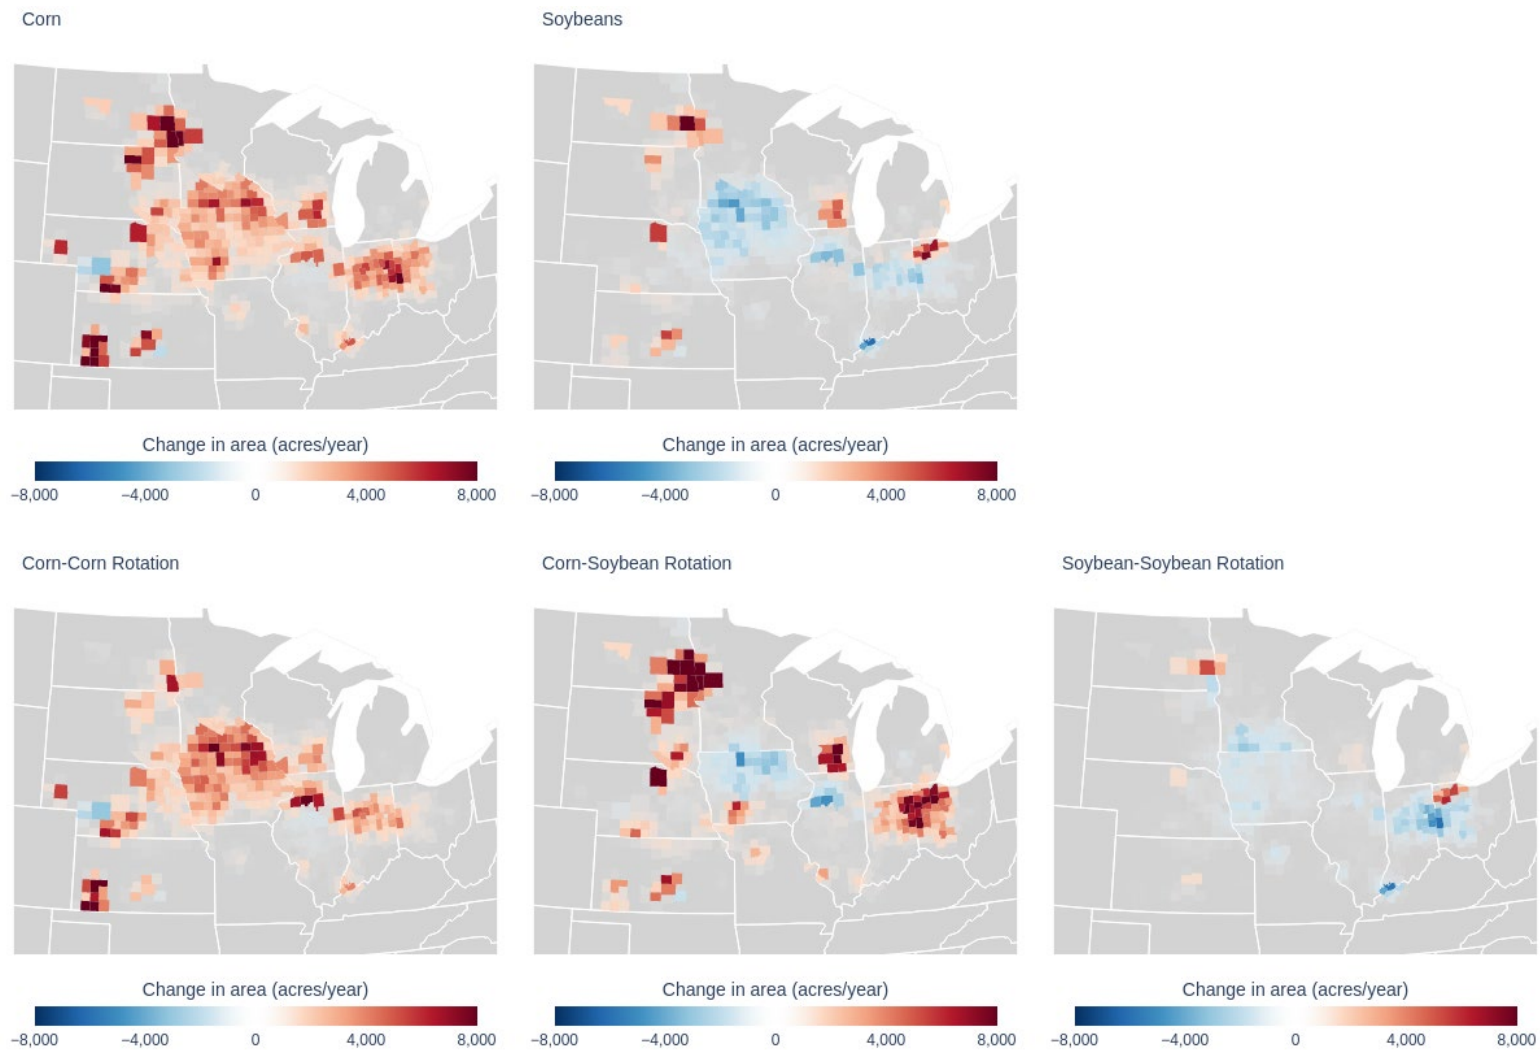 Corn
Soybeans
Change in area (acres/year)
−8,000 −4,000 0 4,000 8,000
Change in area (acres/year)
−8,000 −4,000 0 4,000 8,000
Corn-Corn Rotation
Corn-Soybean Rotation
Soybean-Soybean Rotation
Change in area (acres/year)
−8,000 −4,000 0 4,000 8,000
Change in area (acres/year)
−8,000 −4,000 0 4,000 8,000
Change in area (acres/year)
−8,000 −4,000 0 4,000 8,000